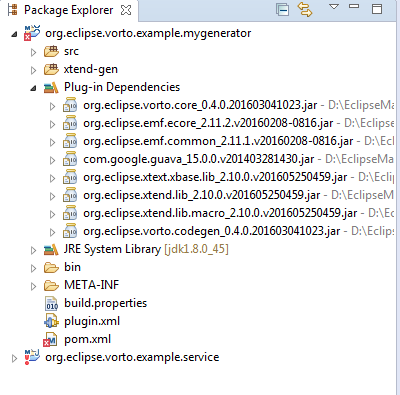 Package Explorer
org.eclipse.vorto.example.mygenerator
src
xtend-gen
Plug-in Dependencies
org.eclipse.vorto.core_0.4.0.201603041023.jar - D:\EclipseMa
org.eclipse.emf.ecore_2.11.2.v20160208-0816.jar - D:\Eclipse
org.eclipse.emf.common_2.11.1.v20160208-0816.jar - D:\Ec
com.google.guava_15.0.0.v201403281430.jar - D:\EclipseMa
org.eclipse.xtext.xbase.lib_2.10.0.v201605250459.jar - D:\Ecl
org.eclipse.xtend.lib_2.10.0.v201605250459.jar - D:\EclipseM
org.eclipse.xtend.lib.macro_2.10.0.v201605250459.jar - D:\E
org.eclipse.vorto.codegen_0.4.0.201603041023.jar - D:\Eclips
JRE System Library [jdk1.8.0_45]
bin
META-INF
build.properties
plugin.xml
pom.xml
org.eclipse.vorto.example.service